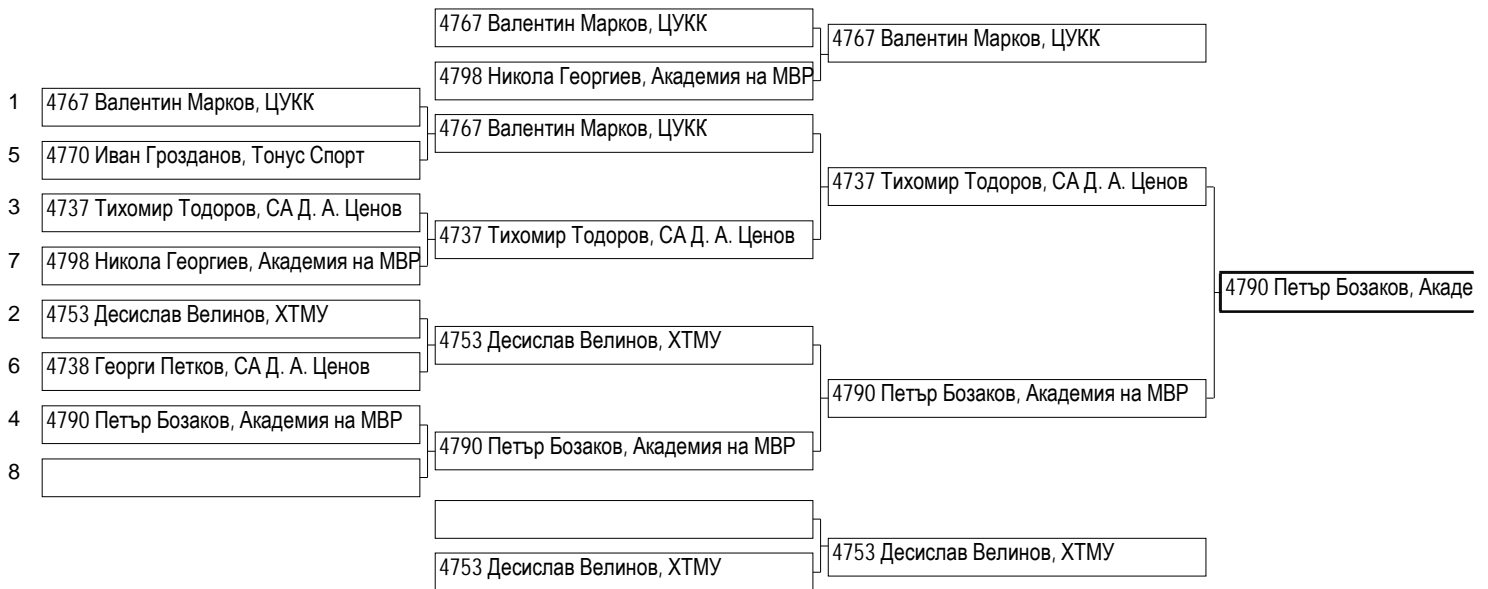 4767 Валентин Марков, ЦУКК
4767 Валентин Марков, ЦУКК
4798 Никола Георгиев, Академия на МВР
1 4767 Валентин Марков, ЦУКК
4767 Валентин Марков, ЦУКК
5 4770 Иван Грозданов, Тонус Спорт
4737 Тихомир Тодоров, СА Д. А. Ценов
3 4737 Тихомир Тодоров, СА Д. А. Ценов
4737 Тихомир Тодоров, СА Д. А. Ценов
7 4798 Никола Георгиев, Академия на МВР
4790 Петър Бозаков, Акаде
2 4753 Десислав Велинов, ХТМУ
4753 Десислав Велинов, ХТМУ
6 4738 Георги Петков, СА Д. А. Ценов
4790 Петър Бозаков, Академия на МВР
4 4790 Петър Бозаков, Академия на МВР
4790 Петър Бозаков, Академия на МВР
8
4753 Десислав Велинов, ХТМУ
4753 Десислав Велинов, ХТМУ